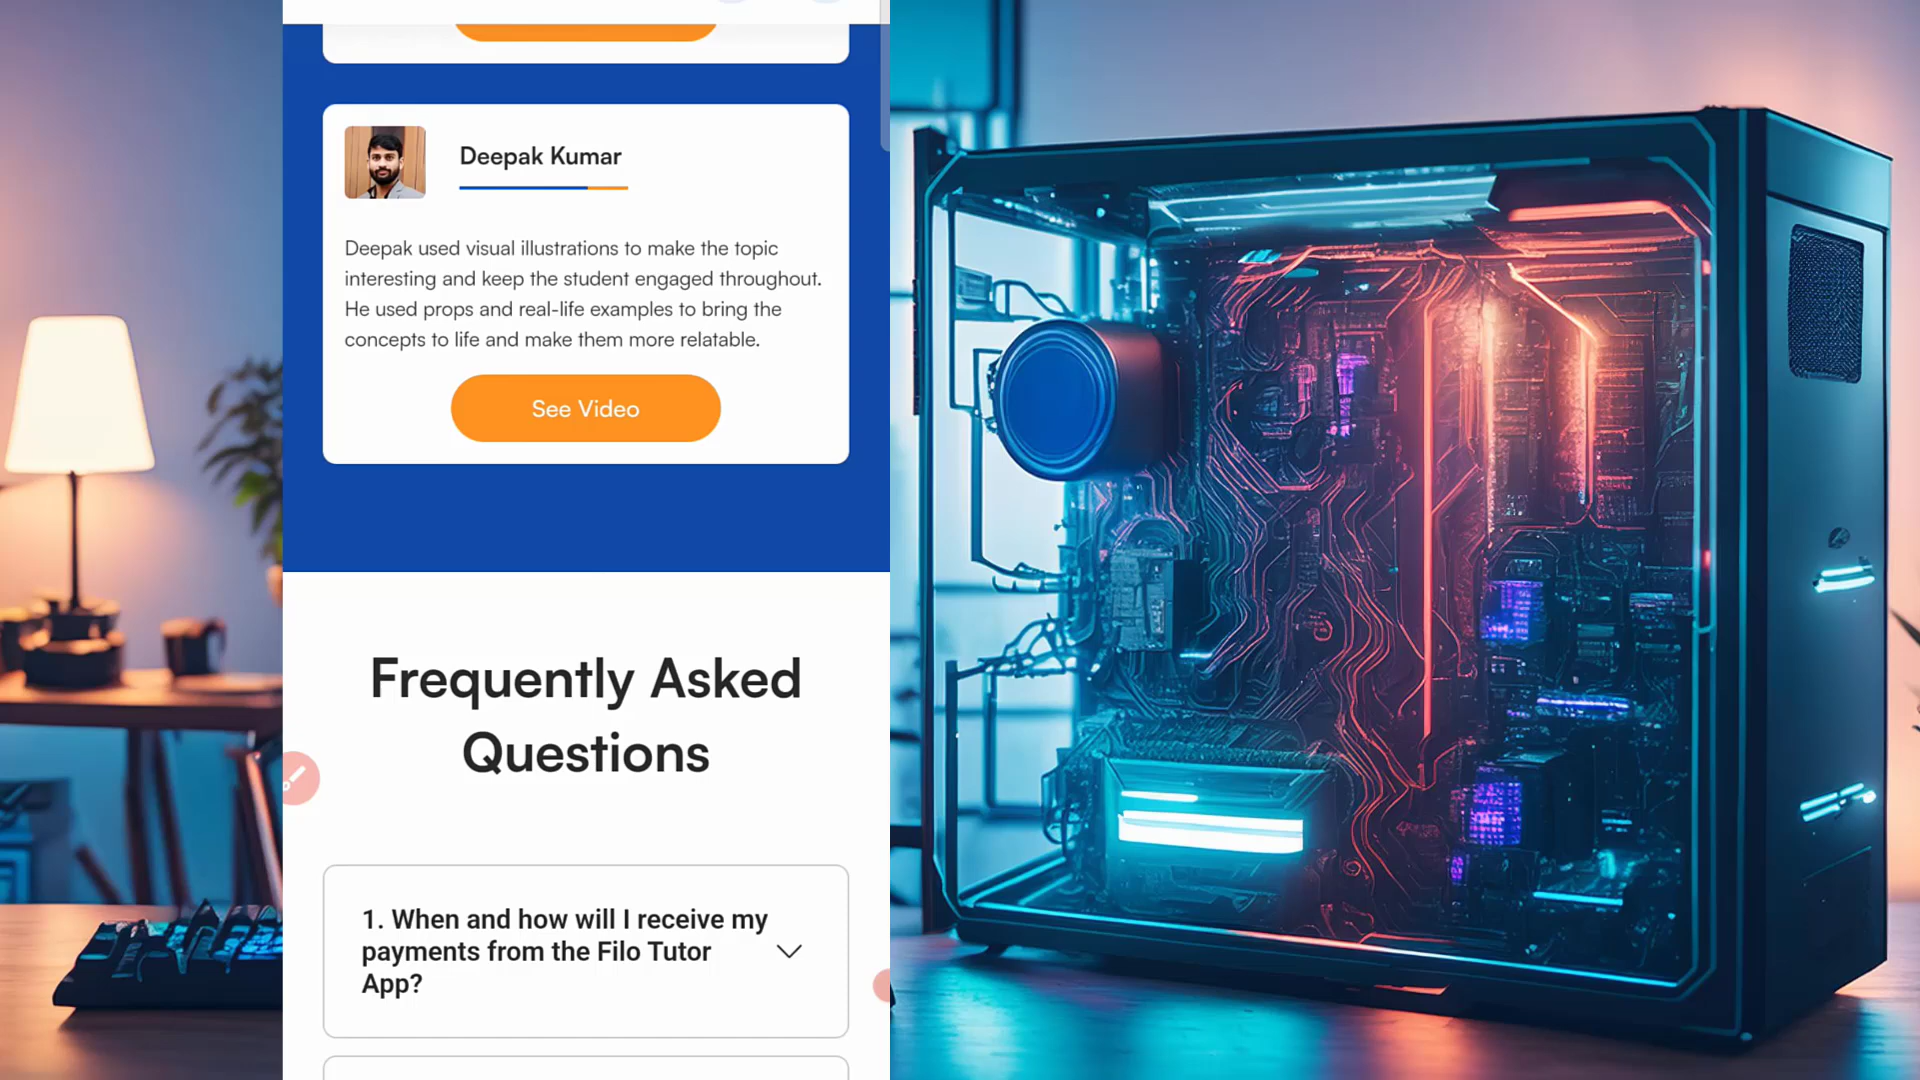 Deepak Kumar
Deepak used visual illustrations to make the topic
interesting and keep the student engaged throughout.
He used props and real-life examples to bring the
concepts to life and make them more relatable.
See Video
Frequently Asked
Questions
1. When and how will I receive my
payments from the Filo Tutor
App?